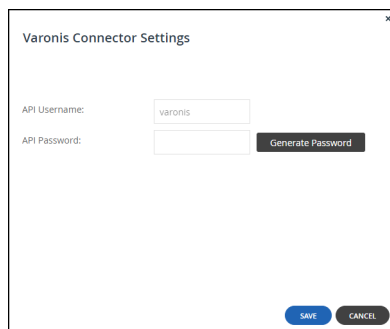 ×
Varonis Connector Settings
API Username:
varonis
API Password:
Generate Password
SAVE
CANCEL